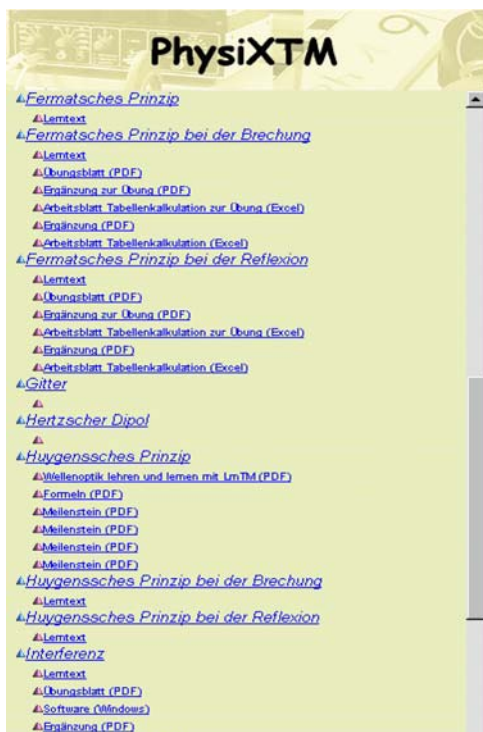 PhysiXTM
Fermatsches Prinzip
Lerntext
Fermatsches Prinzip bei der Brechung
Lerntext
Übungsblatt (PDF)
Ergänzung zur Übung (PDF)
Arbeitsblatt Tabellenkalkulation zur Übung (Excel)
Ergänzung (PDF)
Arbeitsblatt Tabellenkalkulation (Excel)
Fermatsches Prinzip bei der Reflexion
Lerntext
Übungsblatt (PDF)
Ergänzung zur Übung (PDF)
Arbeitsblatt Tabellenkalkulation zur Übung (Excel)
Ergänzung (PDF)
Arbeitsblatt Tabellenkalkulation (Excel)
Gitter
Hertzscher Dipol
Huygenssches Prinzip
Wellenoptik lehren und lernen mit LmTM (PDF)
Formeln (PDF)
Meilenstein (PDF)
Meilenstein (PDF)
Meilenstein (PDF)
Meilenstein (PDF)
Huygenssches Prinzip bei der Brechung
Lerntext
Huygenssches Prinzip bei der Reflexion
Lerntext
Interferenz
Lerntext
Übungsblatt (PDF)
Software (Windows)
Ergänzung (PDF)